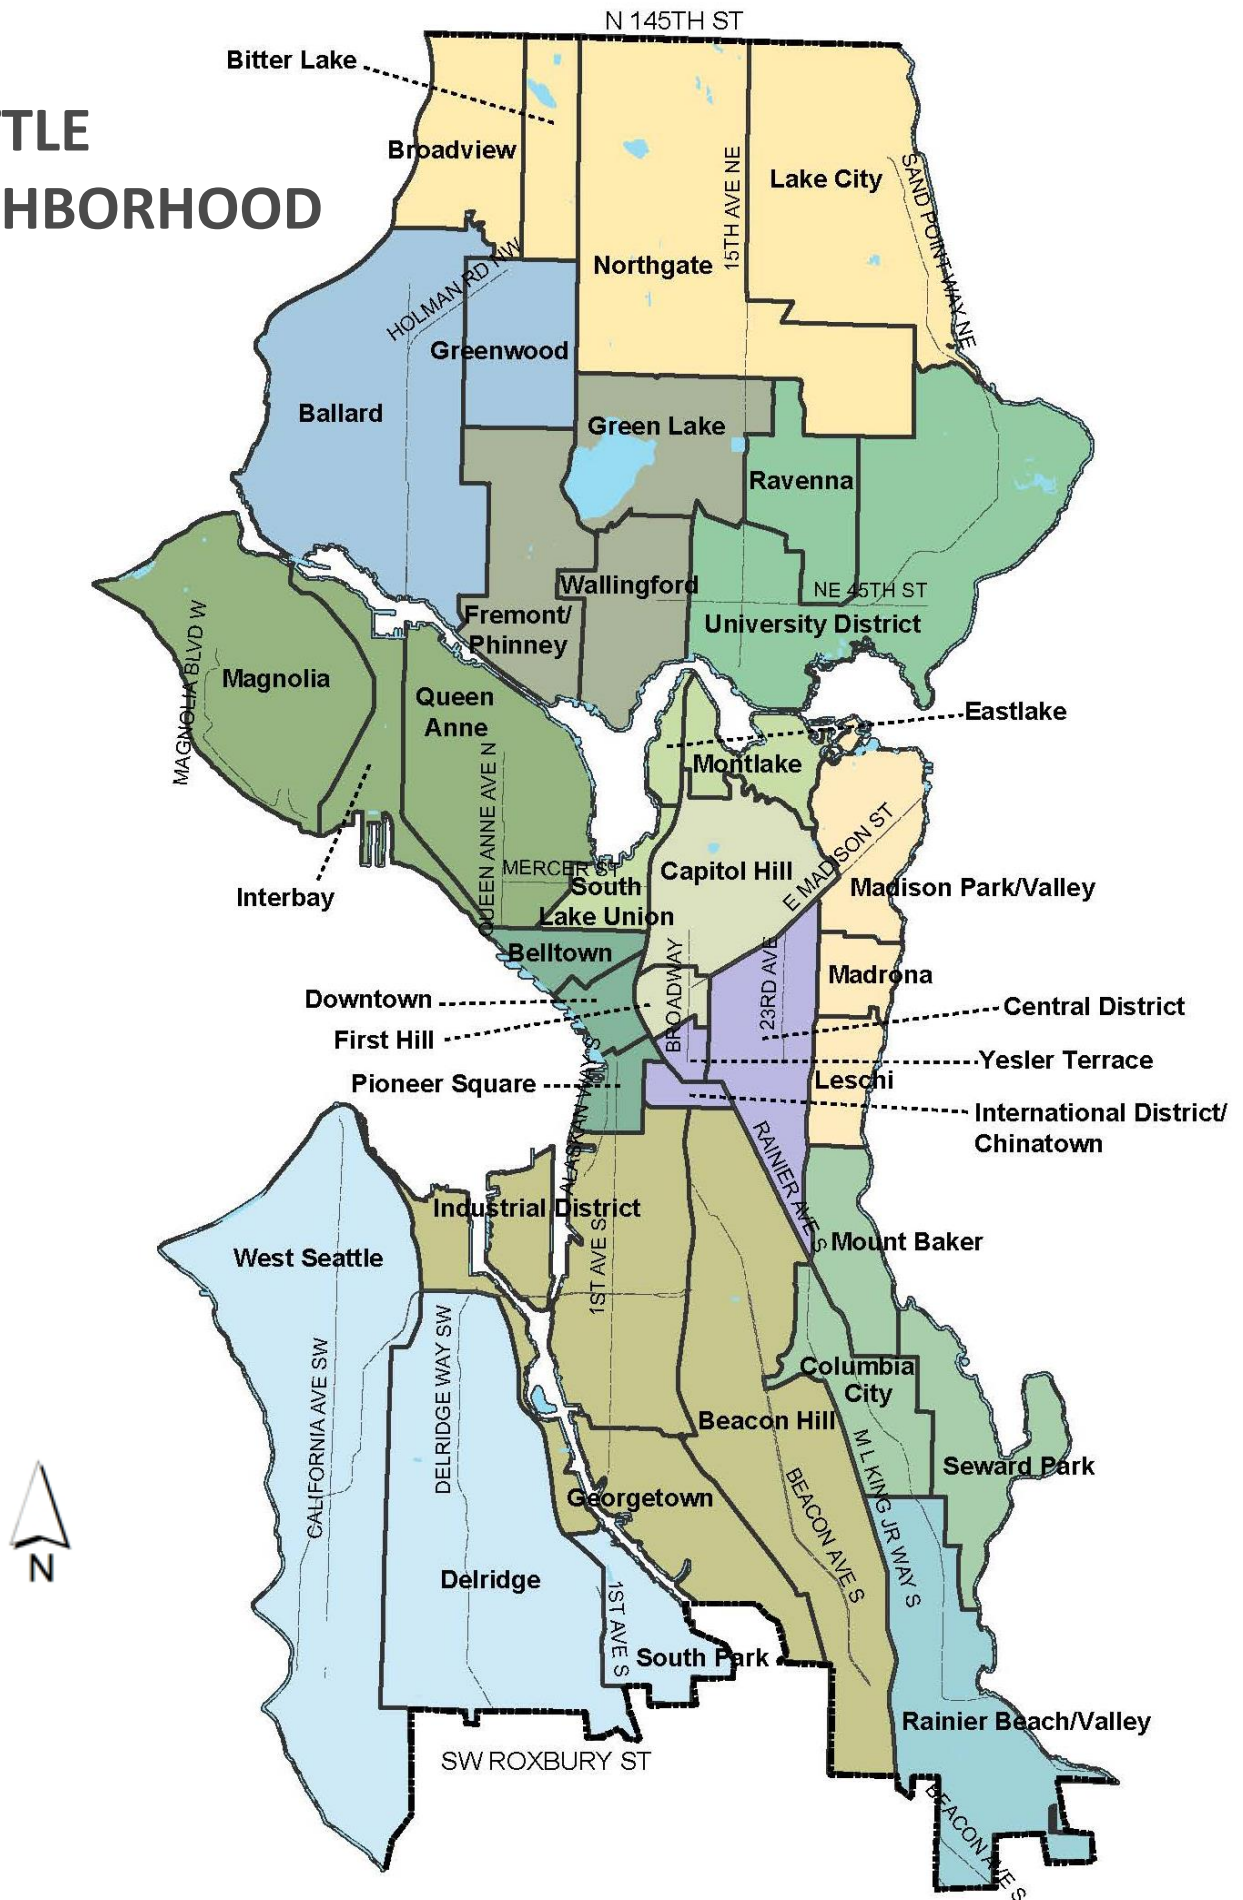 N 145TH ST
Bitter Lake
TTLE
HBORHOOD
Broadview
Lake City
15TH AVE NE
SAND POINT WAY NE
Northgate
HOLMAN RD NW
Greenwood
Ballard
Green Lake
Ravenna
Wallingford
NE 45TH ST
Fremont/
Phinney
University District
MAGNOLIA BLVD W
Magnolia
Queen
Anne
Eastlake
Montlake
QUEEN ANNE AVE N
MERCER ST
Capitol Hill
E MADISON ST
South
Lake Union
Madison Park/Valley
Interbay
Belltown
BROADWAY
23RD AVE
Madrona
Downtown
Central District
First Hill
Yesler Terrace
Pioneer Square
Leschi
ALASKAN WAY S
International District/
Chinatown
RAINIER AVE S
Industrial District
Mount Baker
West Seattle
1ST AVE S
CALIFORNIA AVE SW
DELRIDGE WAY SW
Columbia
City
Beacon Hill
M L KING JR WAY S
Seward Park
Georgetown
BEACON AVE S
N
Delridge
1ST AVE S
South Park
Rainier Beach/Valley
SW ROXBURY ST
BEACON AVE S